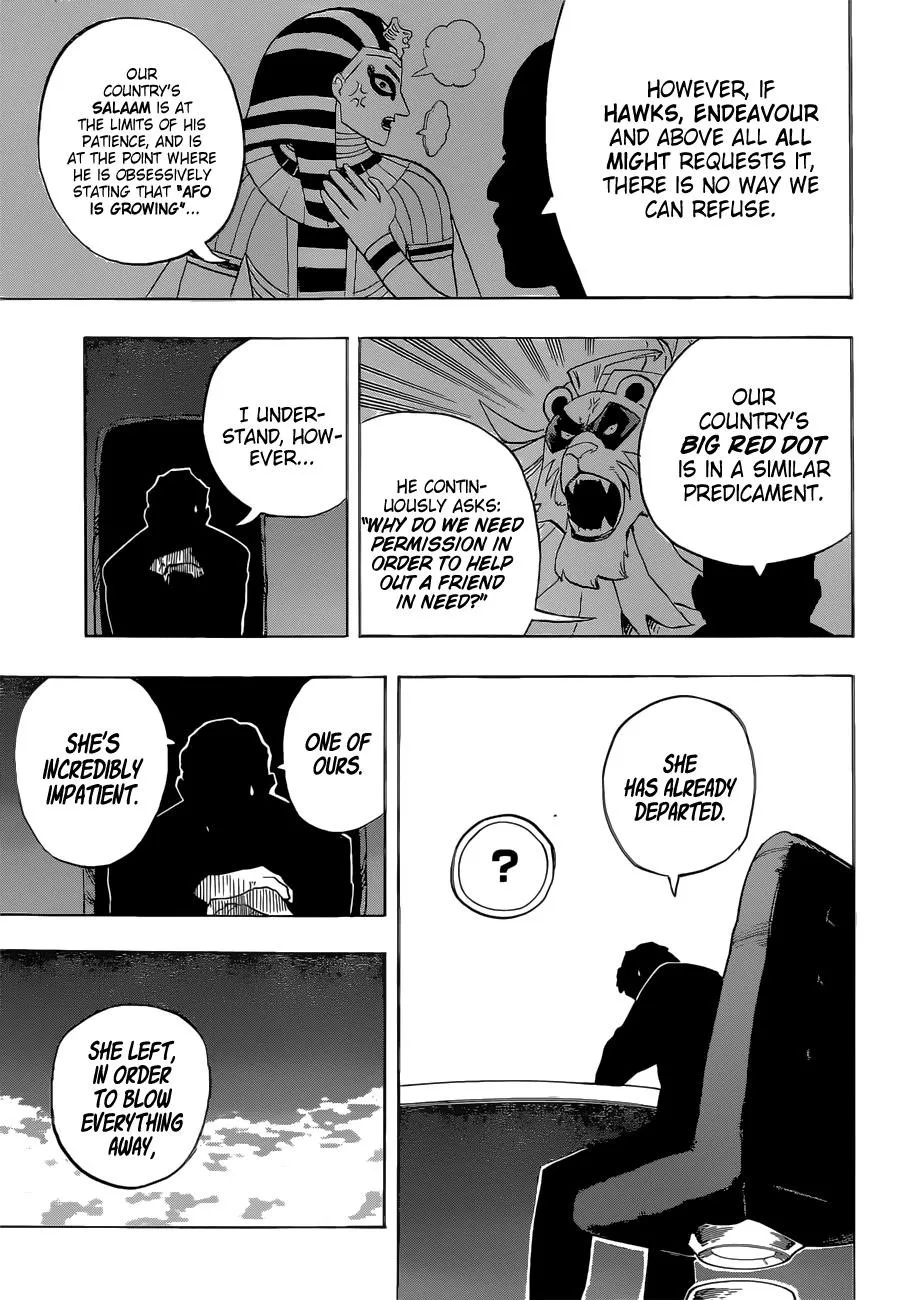 HOWEVER, IF
HAWKS, ENDEAVOUR
AND ABOVE ALL ALL
MIGHT REQUESTS IT,
THERE IS NO WAY WE
CAN REFUSE.
OUR
COUNTRY'S
SALAAM IS AT
THE LIMITS OF HIS
PATIENCE, AND IS
AT THE POINT WHERE
HE IS OBSESSIVELY
STATING THAT "AFO
IS GROWING"...
OUR
COUNTRY'S
BIG RED DOT
IS IN A SIMILAR
PREDICAMENT.
HE CONTIN-
UOUSLY ASKS:
"WHY DO WE NEED
PERMISSION IN
ORDER TO HELP
OUT A FRIEND
IN NEED?"
I UNDER-
STAND, HOW-
EVER...
SHE
HAS ALREADY
DEPARTED.
?
ONE OF
OURS.
SHE'S
INCREDIBLY
IMPATIENT.
SHE LEFT,
IN ORDER
TO BLOW
EVERYTHING
AWAY,